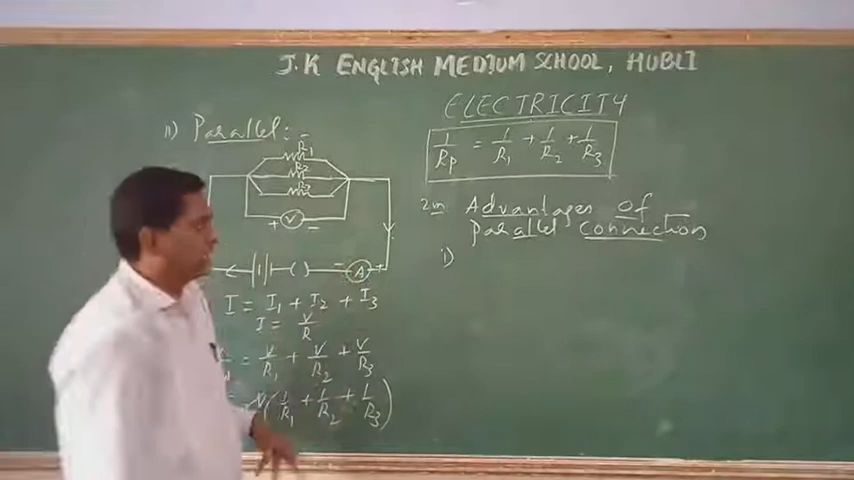 J.K ENGLISH MEDIUM SCHOOL, HUBLI
ELECTRICITY
ii) Parallel :-
R1
R2
R3
+ V -
- A +
I = I1 + I2 + I3
I = V/R
= V/R1 + V/R2 + V/R3
V(1/R1 + 1/R2 + 1/R3)
1/Rp = 1/R1 + 1/R2 + 1/R3
2m Advantages of
Parallel connection
i)